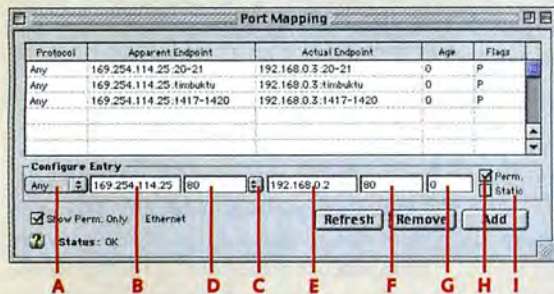 Port Mapping
Protocol Apparent Endpoint Actual Endpoint Age Flags
Any 169.254.114.25:20-21 192.168.0.3:20-21 0 P
Any 169.254.114.25:timbuktu 192.168.0.3:timbuktu 0 P
Any 169.254.114.25:1417-1420 192.168.0.3:1417-1420 0 P
Configure Entry
Any 169.254.114.25 80 192.168.0.2 80 0 Perm.
Static
Show Perm. Only Ethernet Refresh Remove Add
? Status: OK
A B D C E F G H I